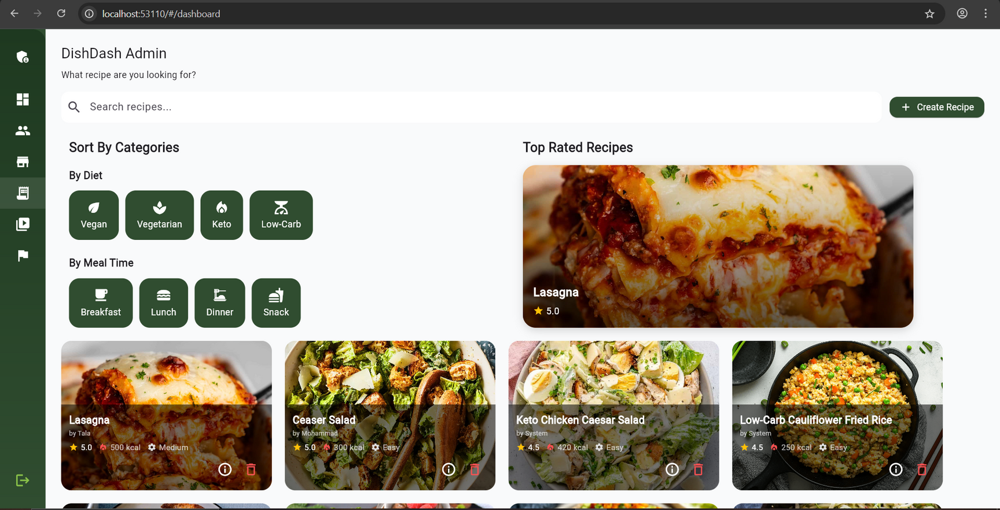 localhost:53110/#/dashboard
DishDash Admin
What recipe are you looking for?
Search recipes...
+ Create Recipe
Sort By Categories
By Diet
Vegan Vegetarian Keto Low-Carb
By Meal Time
Breakfast Lunch Dinner Snack
Top Rated Recipes
Lasagna
5.0
Lasagna
by Tala
5.0 500 kcal Medium
Ceaser Salad
by Mohammad
5.0 300 kcal Easy
Keto Chicken Caesar Salad
by System
4.5 420 kcal Easy
Low-Carb Cauliflower Fried Rice
by System
4.5 250 kcal Easy